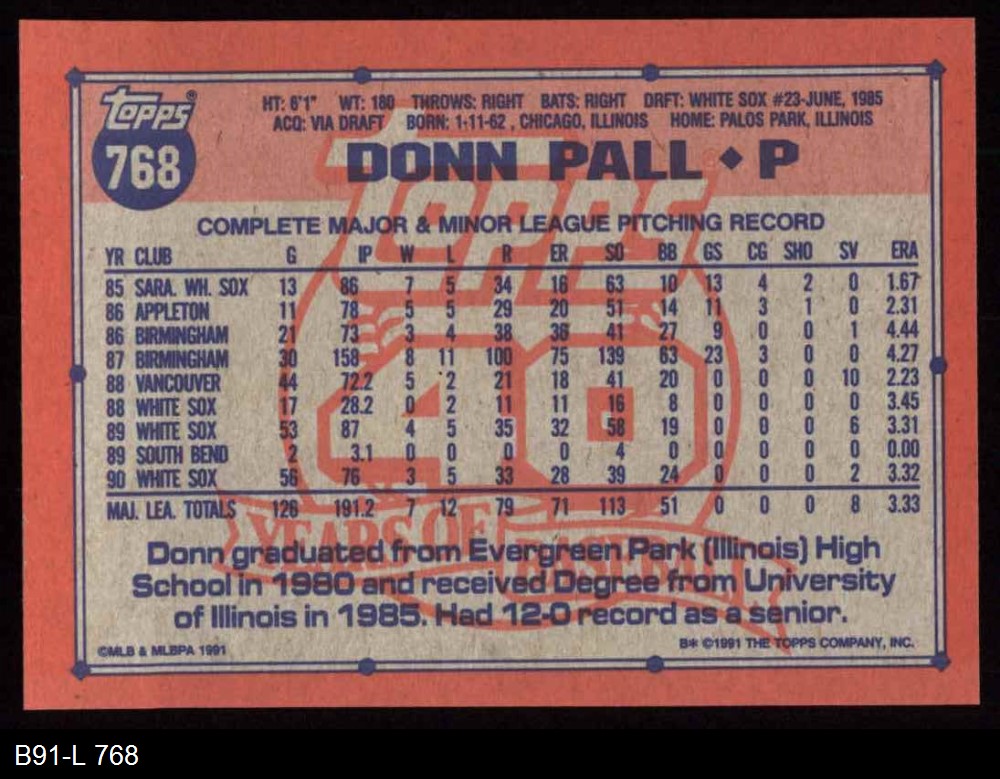 Topps®
768
HT: 6'1" WT: 180 THROWS: RIGHT BATS: RIGHT DRFT: WHITE SOX #23-JUNE, 1985
ACQ: VIA DRAFT BORN: 1-11-62 , CHICAGO, ILLINOIS HOME: PALOS PARK, ILLINOIS
DONN PALL ◆ P
COMPLETE MAJOR & MINOR LEAGUE PITCHING RECORD
YR CLUB G IP W L R ER SO BB GS CG SHO SV ERA
85 SARA. WH. SOX 13 86 7 5 34 16 63 10 13 4 2 0 1.67
86 APPLETON 11 78 5 5 29 20 51 14 11 3 1 0 2.31
86 BIRMINGHAM 21 73 3 4 38 36 41 27 9 0 0 1 4.44
87 BIRMINGHAM 30 158 8 11 100 75 139 63 23 3 0 0 4.27
88 VANCOUVER 44 72.2 5 2 21 18 41 20 0 0 0 10 2.23
88 WHITE SOX 17 28.2 0 2 11 11 16 8 0 0 0 0 3.45
89 WHITE SOX 53 87 4 5 35 32 58 19 0 0 0 6 3.31
89 SOUTH BEND 2 3.1 0 0 0 0 4 0 0 0 0 0 0.00
90 WHITE SOX 56 76 3 5 33 28 39 24 0 0 0 2 3.32
MAJ. LEA. TOTALS 126 191.2 7 12 79 71 113 51 0 0 0 8 3.33
Topps
40
YEARS OF BASEBALL
Donn graduated from Evergreen Park (Illinois) High
School in 1980 and received Degree from University
of Illinois in 1985. Had 12-0 record as a senior.
©MLB & MLBPA 1991
B* ©1991 THE TOPPS COMPANY, INC.
B91-L 768